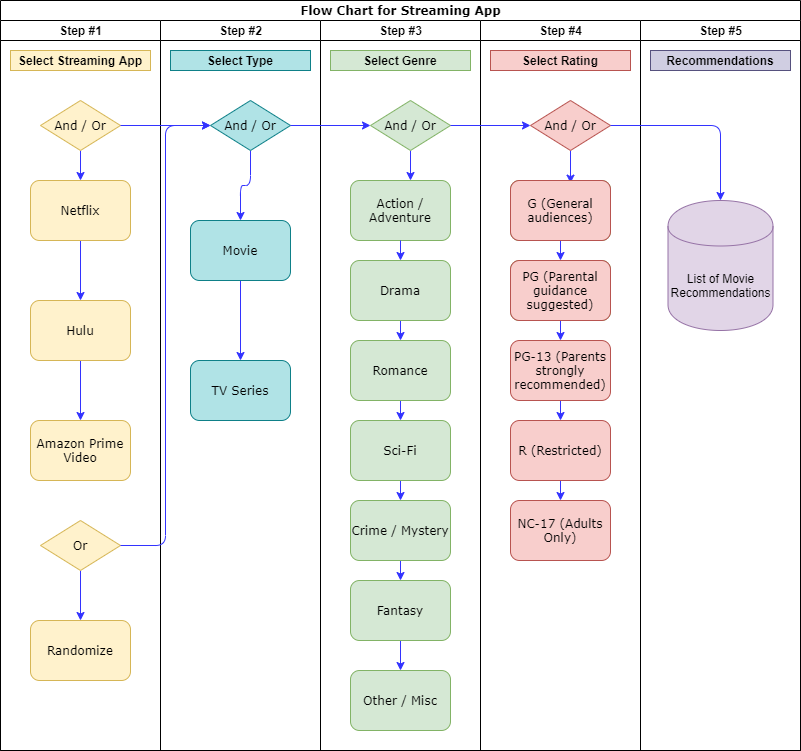 Flow Chart for Streaming App
Step #1
Step #2
Step #3
Step #4
Step #5
Select Streaming App
Select Type
Select Genre
Select Rating
Recommendations
And / Or
And / Or
And / Or
And / Or
Netflix
Hulu
Amazon Prime
Video
Or
Randomize
Movie
TV Series
Action /
Adventure
Drama
Romance
Sci-Fi
Crime / Mystery
Fantasy
Other / Misc
G (General
audiences)
PG (Parental
guidance
suggested)
PG-13 (Parents
strongly
recommended)
R (Restricted)
NC-17 (Adults
Only)
List of Movie
Recommendations